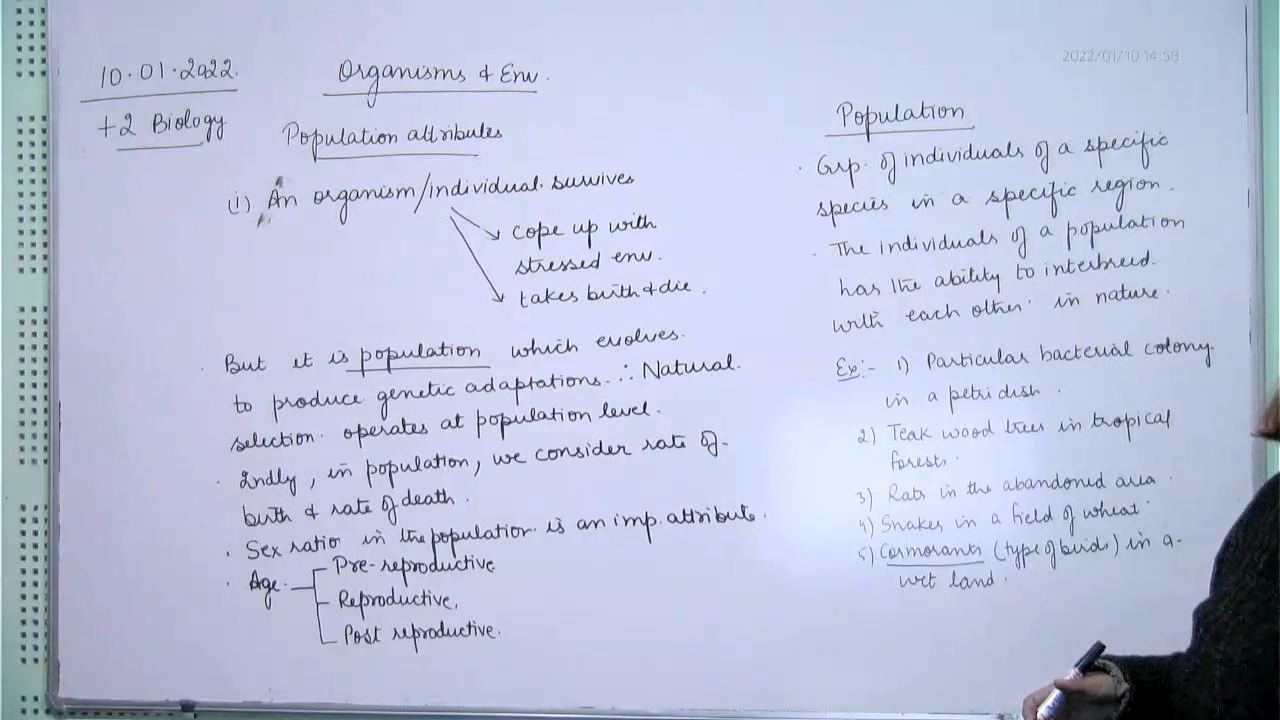 2022/01/10 14:58
10.01.2022.
Organisms & Env.
+2 Biology
Population attributes
(i) An organism/individual survives
cope up with
stressed env.
takes birth & die.
. But it is population which evolves.
to produce genetic adaptations. ∴ Natural.
selection. operates at population level.
. 2ndly, in population, we consider rate of-
birth & rate of death.
. Sex ratio in the population is an imp. attribute.
. Age. Pre-reproductive
Reproductive,
Post reproductive.
Population
. Grp. of individuals of a specific
species in a specific region.
. The individuals of a population
has the ability to interbreed.
with each other in nature.
Ex:- 1) Particular bacterial colony.
in a petri dish.
2) Teak wood trees in tropical
forests.
3) Rats in the abandoned area.
4) Snakes in a field of wheat
5) Cormorants (type of birds) in a-
wet land.